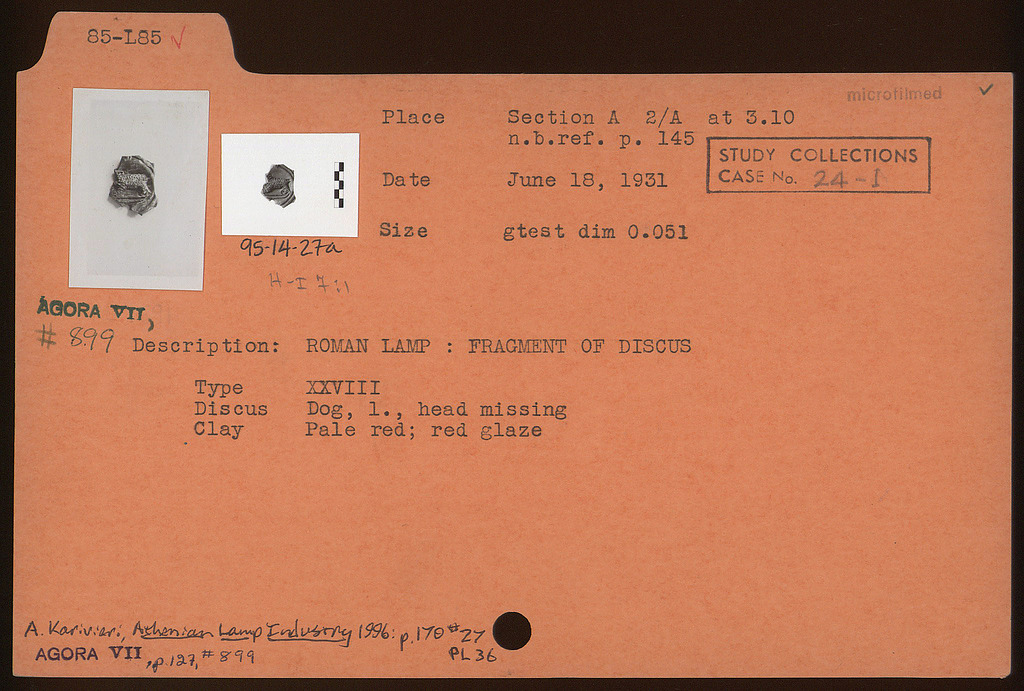 85-L85 ✓
microfilmed ✓
Place Section A 2/A at 3.10
n.b.ref. p. 145
STUDY COLLECTIONS
CASE No. 24-I
Date June 18, 1931
Size gtest dim 0.051
95-14-27a
H-I 7:1
AGORA VII,
# 899
Description: ROMAN LAMP : FRAGMENT OF DISCUS
Type XXVIII
Discus Dog, l., head missing
Clay Pale red; red glaze
A. Karivieri, Athenian Lamp Industry 1996: p.170 #27
PL 36
AGORA VII, p.127, #899